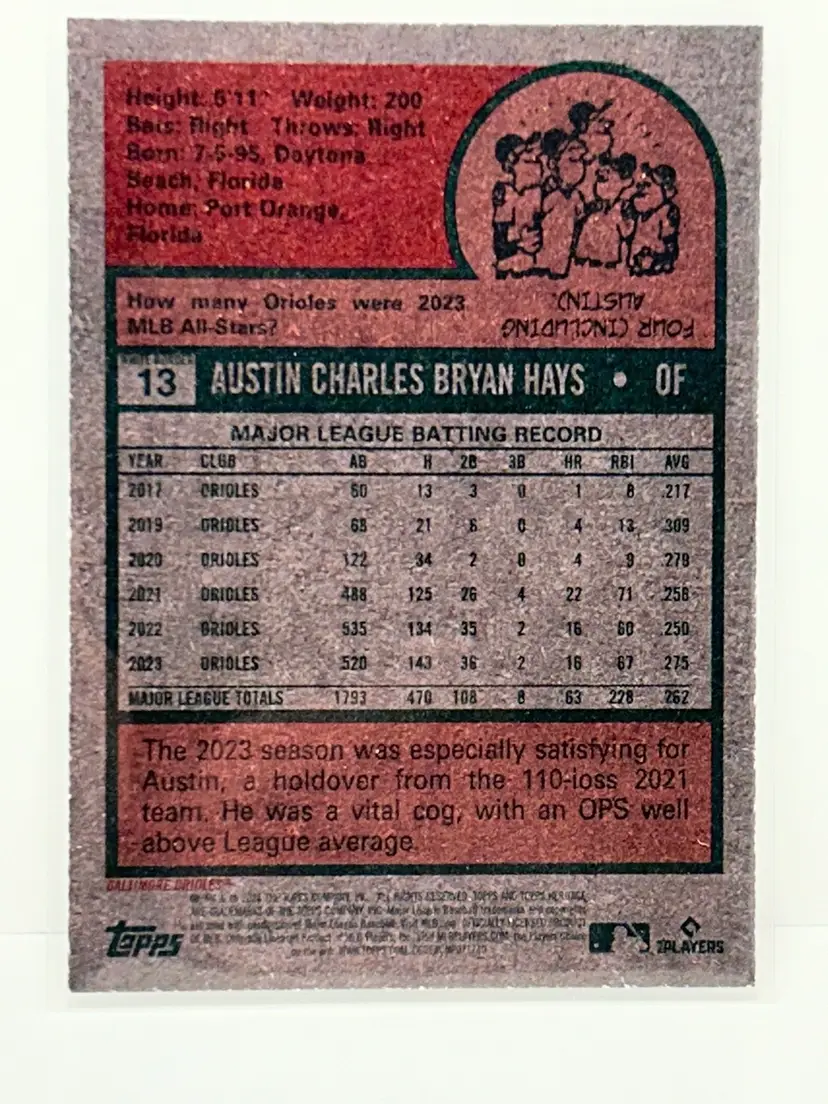 Height: 5'11" Weight: 200
Bats: Right Throws: Right
Born: 7-5-95, Daytona
Beach, Florida
Home: Port Orange,
Florida
How many Orioles were 2023
MLB All-Stars?
FOUR (INCLUDING
AUSTIN).
13 AUSTIN CHARLES BRYAN HAYS • OF
MAJOR LEAGUE BATTING RECORD
YEAR CLUB AB H 2B 3B HR RBI AVG
2017 ORIOLES 60 13 3 0 1 8 .217
2019 ORIOLES 68 21 6 0 4 13 .309
2020 ORIOLES 122 34 2 0 4 9 .279
2021 ORIOLES 488 125 26 4 22 71 .256
2022 ORIOLES 535 134 35 2 16 60 .250
2023 ORIOLES 520 143 36 2 16 67 .275
MAJOR LEAGUE TOTALS 1793 470 108 8 63 228 .262
The 2023 season was especially satisfying for
Austin, a holdover from the 110-loss 2021
team. He was a vital cog, with an OPS well
above League average.
BALTIMORE ORIOLES™
topps
PLAYERS